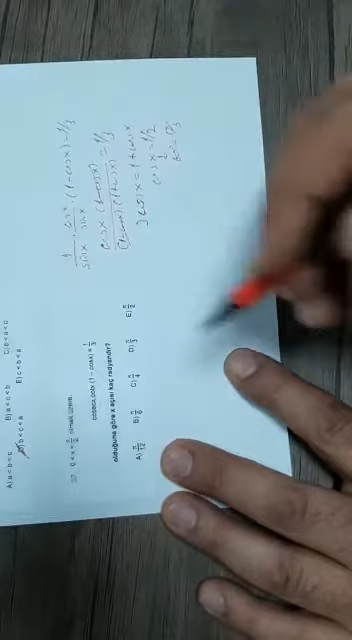 A) a < b < c B) a < c < b C) b < a < c
D) b < c < a E) c < b < a
0 < x < π/2 olmak üzere,
cosecx.cotx.(1 − cosx) = 1/3
olduğuna göre x açısı kaç radyandır?
A) π/12 B) π/6 C) π/4 D) π/3 E) π/2
1/sinx . cosx/sinx . (1-cosx) = 1/3
cosx.(1-cosx)/(1-cosx)(1+cosx) = 1/3
3cosx = 1+cosx
cosx = 1/2